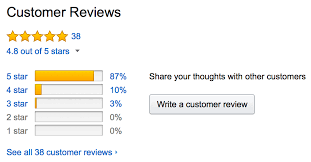 Customer Reviews
38
4.8 out of 5 stars
5 star 87%
4 star 10%
3 star 3%
2 star 0%
1 star 0%
Share your thoughts with other customers
Write a customer review
See all 38 customer reviews ›